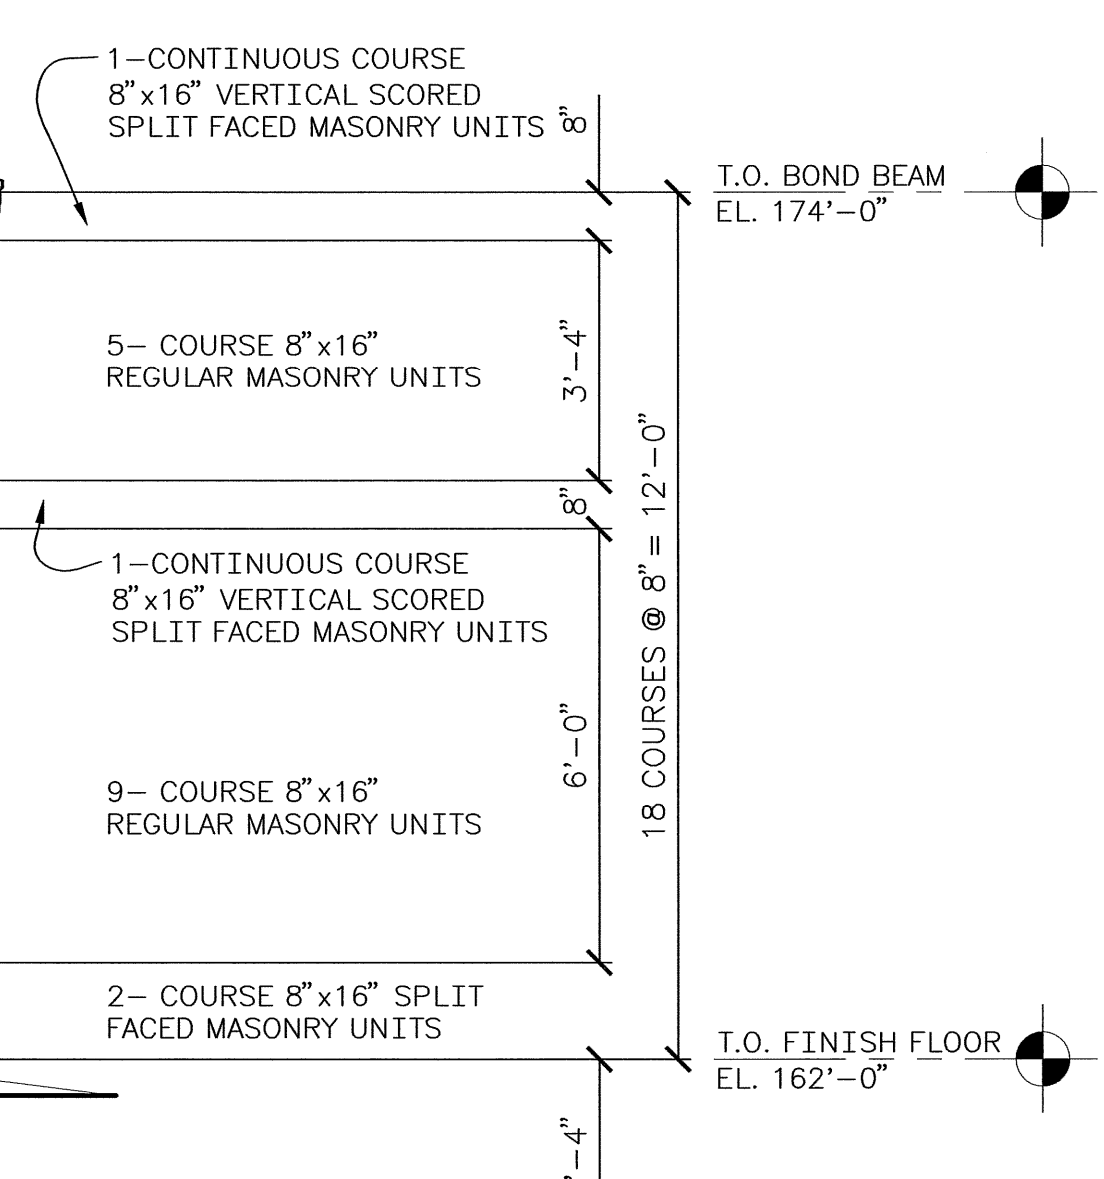 1-CONTINUOUS COURSE
8"x16" VERTICAL SCORED
SPLIT FACED MASONRY UNITS
8"
T.O. BOND BEAM
EL. 174'-0"
5- COURSE 8"x16"
REGULAR MASONRY UNITS
3'-4"
8"
18 COURSES @ 8" = 12'-0"
1-CONTINUOUS COURSE
8"x16" VERTICAL SCORED
SPLIT FACED MASONRY UNITS
6'-0"
9- COURSE 8"x16"
REGULAR MASONRY UNITS
2- COURSE 8"x16" SPLIT
FACED MASONRY UNITS
T.O. FINISH FLOOR
EL. 162'-0"
'-4"